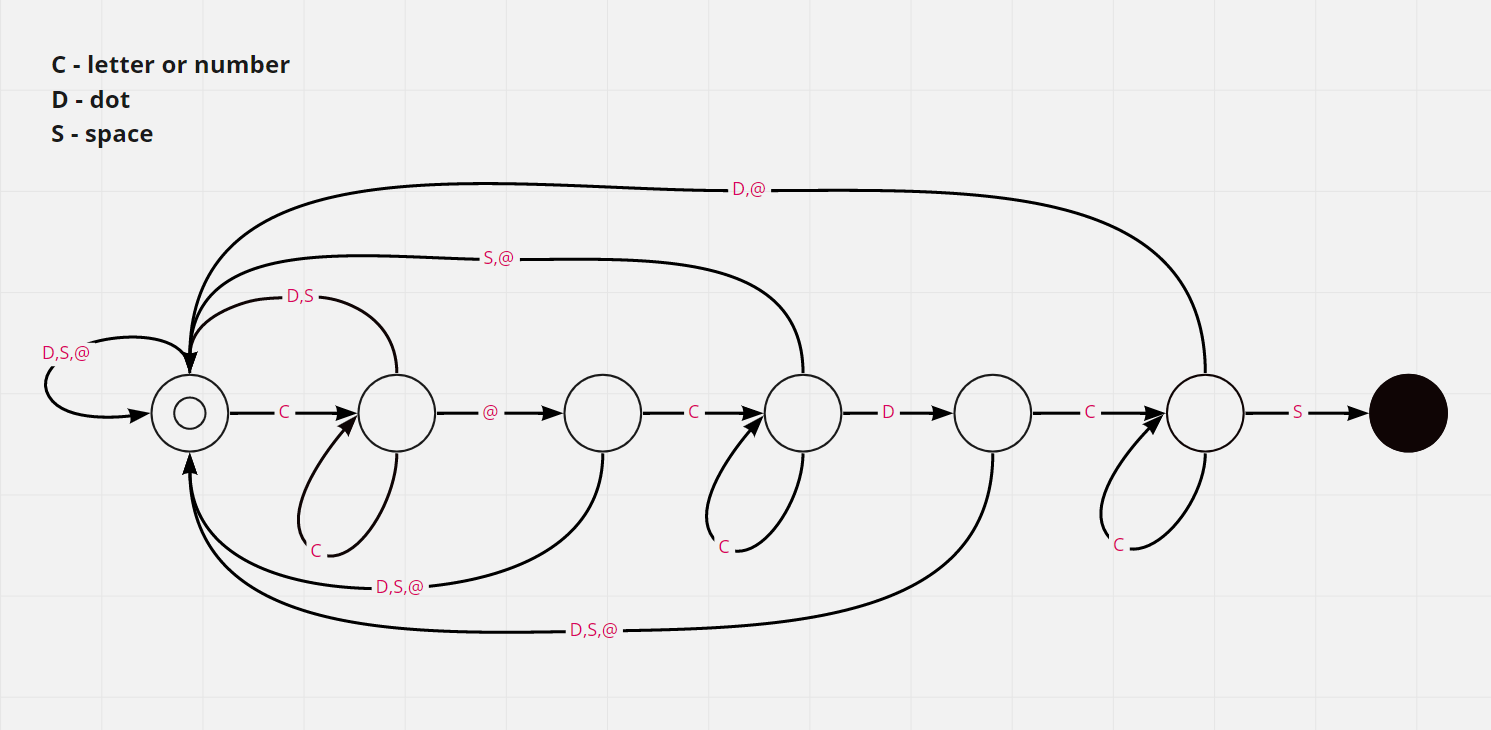 C - letter or number
D - dot
S - space
D,@
S,@
D,S
D,S,@
C
@
C
D
C
S
C
C
C
D,S,@
D,S,@